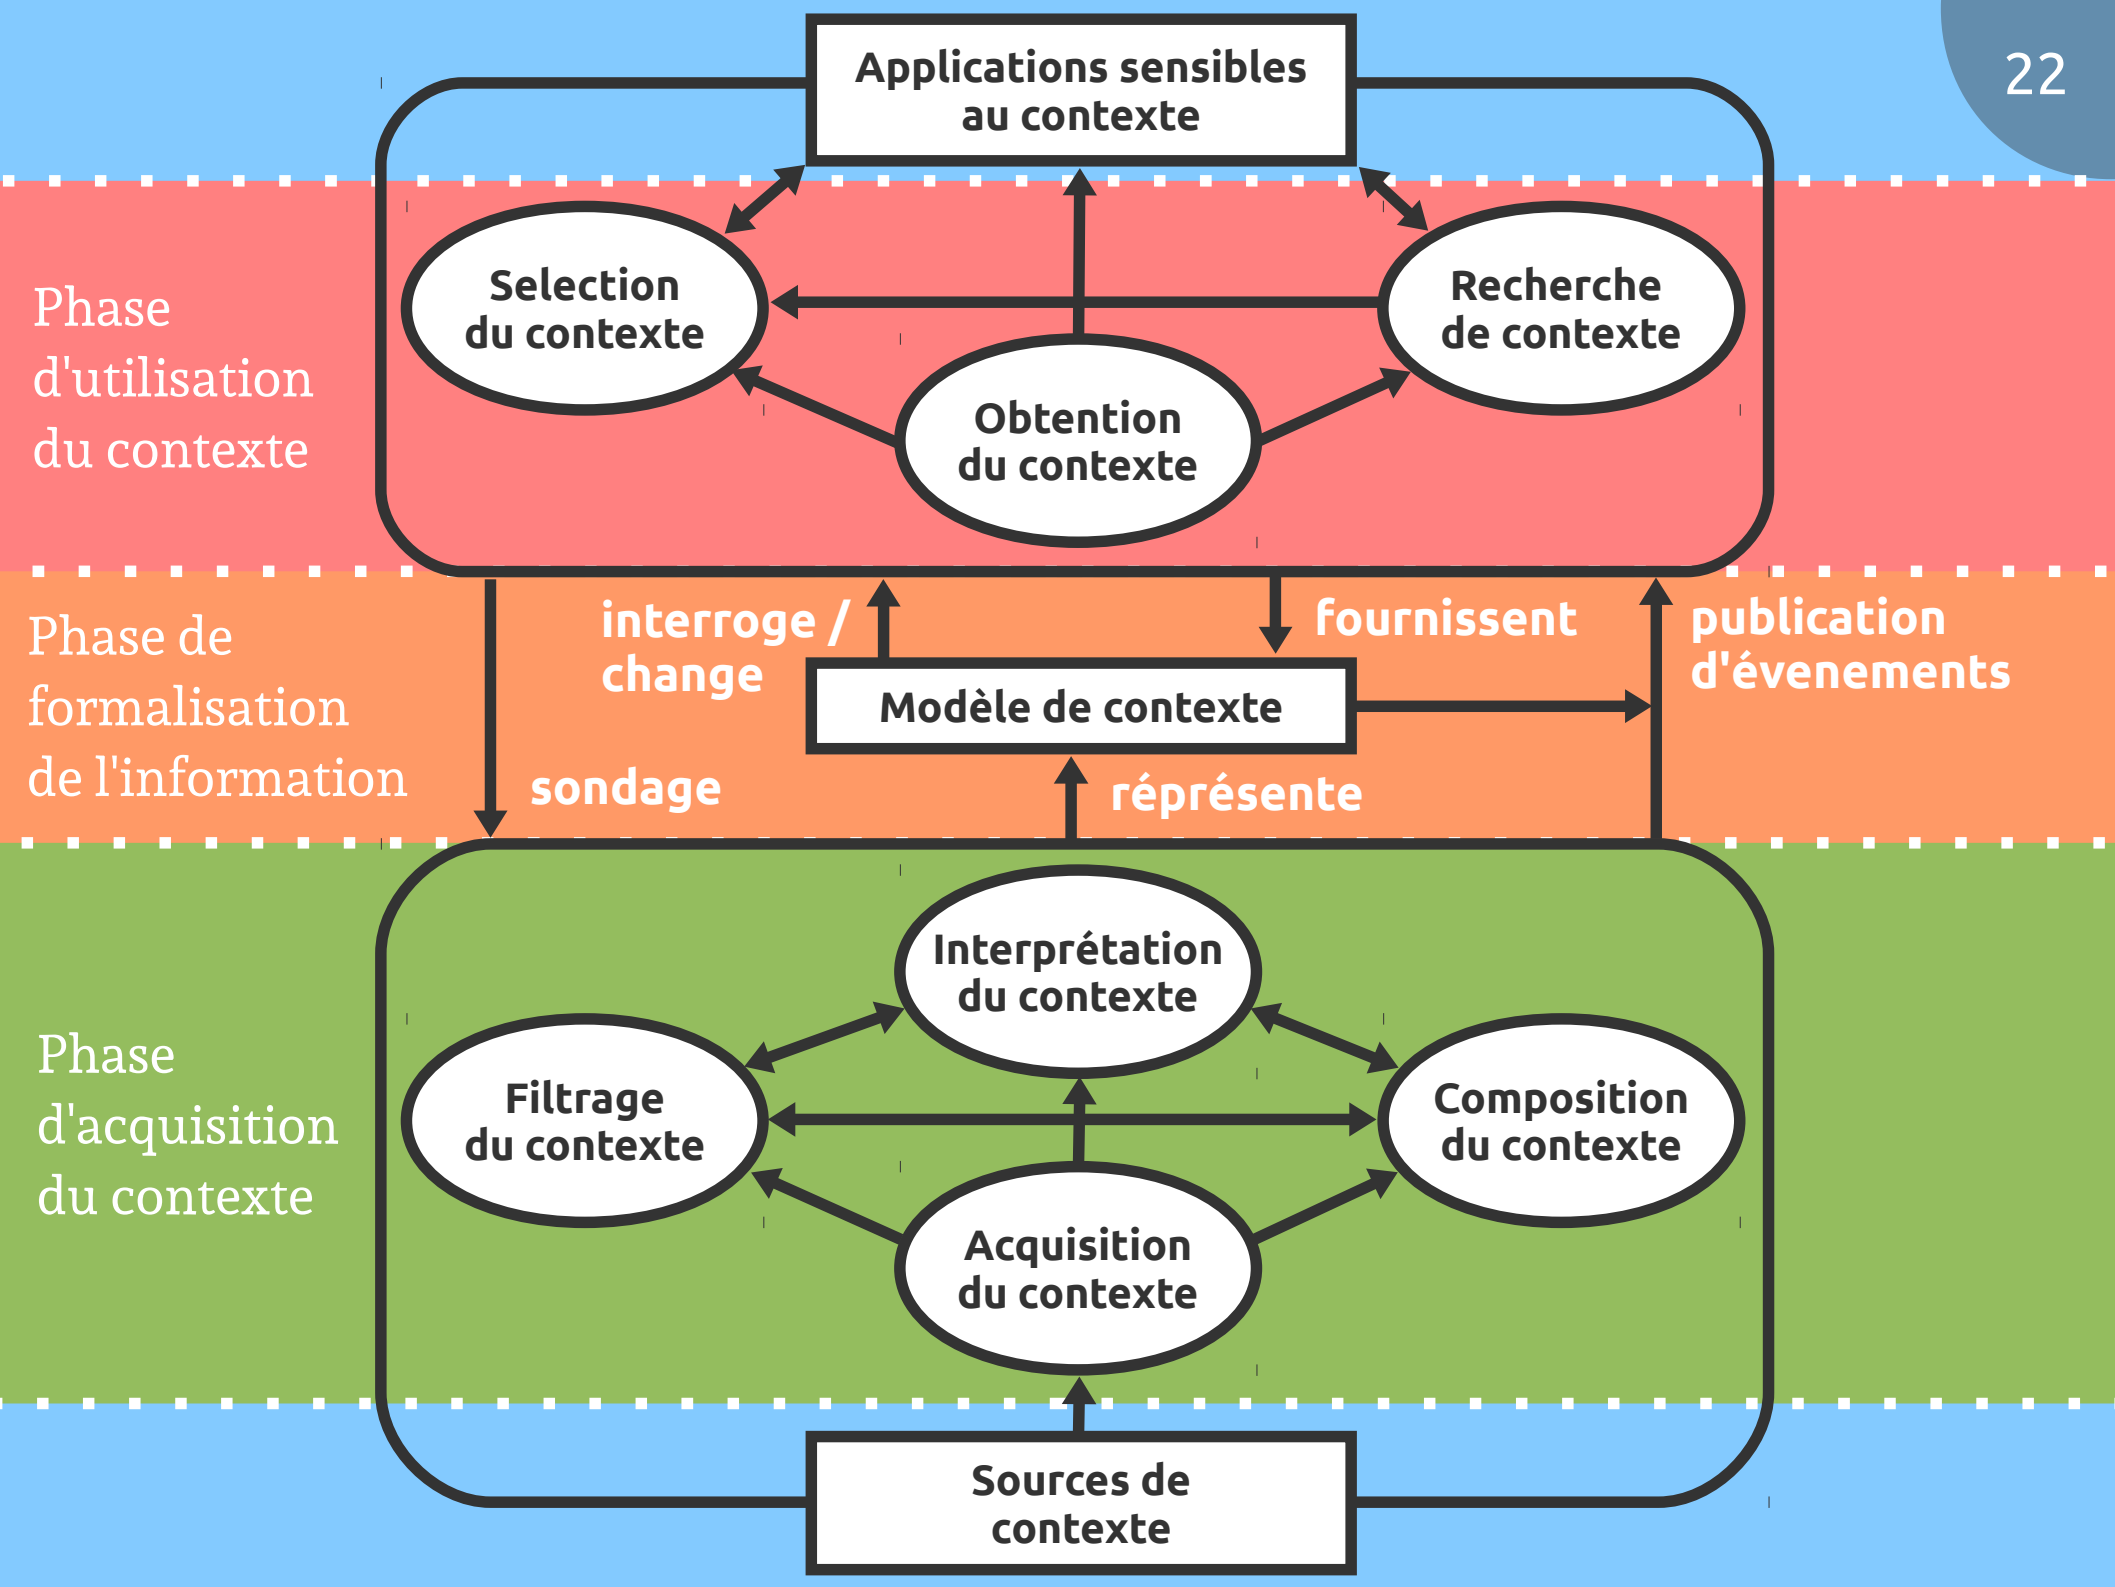 22
Applications sensibles
au contexte
Phase
d'utilisation
du contexte
Selection
du contexte
Recherche
de contexte
Obtention
du contexte
Phase de
formalisation
de l'information
interroge /
change
fournissent
publication
d'évenements
Modèle de contexte
sondage
réprésente
Phase
d'acquisition
du contexte
Interprétation
du contexte
Filtrage
du contexte
Composition
du contexte
Acquisition
du contexte
Sources de
contexte